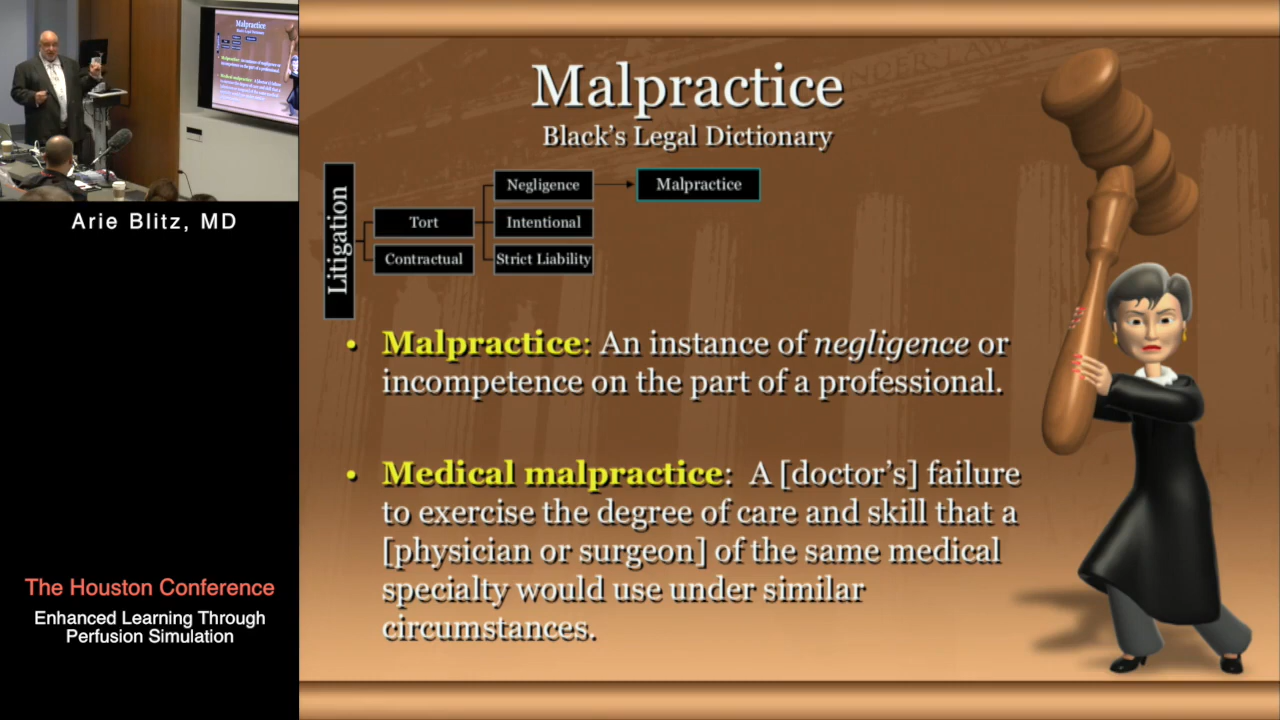 Malpractice
Black's Legal Dictionary
Litigation
Tort
Contractual
Negligence
Intentional
Strict Liability
Malpractice
• Malpractice: An instance of negligence or
incompetence on the part of a professional.
• Medical malpractice: A [doctor's] failure
to exercise the degree of care and skill that a
[physician or surgeon] of the same medical
specialty would use under similar
circumstances.
Arie Blitz, MD
The Houston Conference
Enhanced Learning Through
Perfusion Simulation